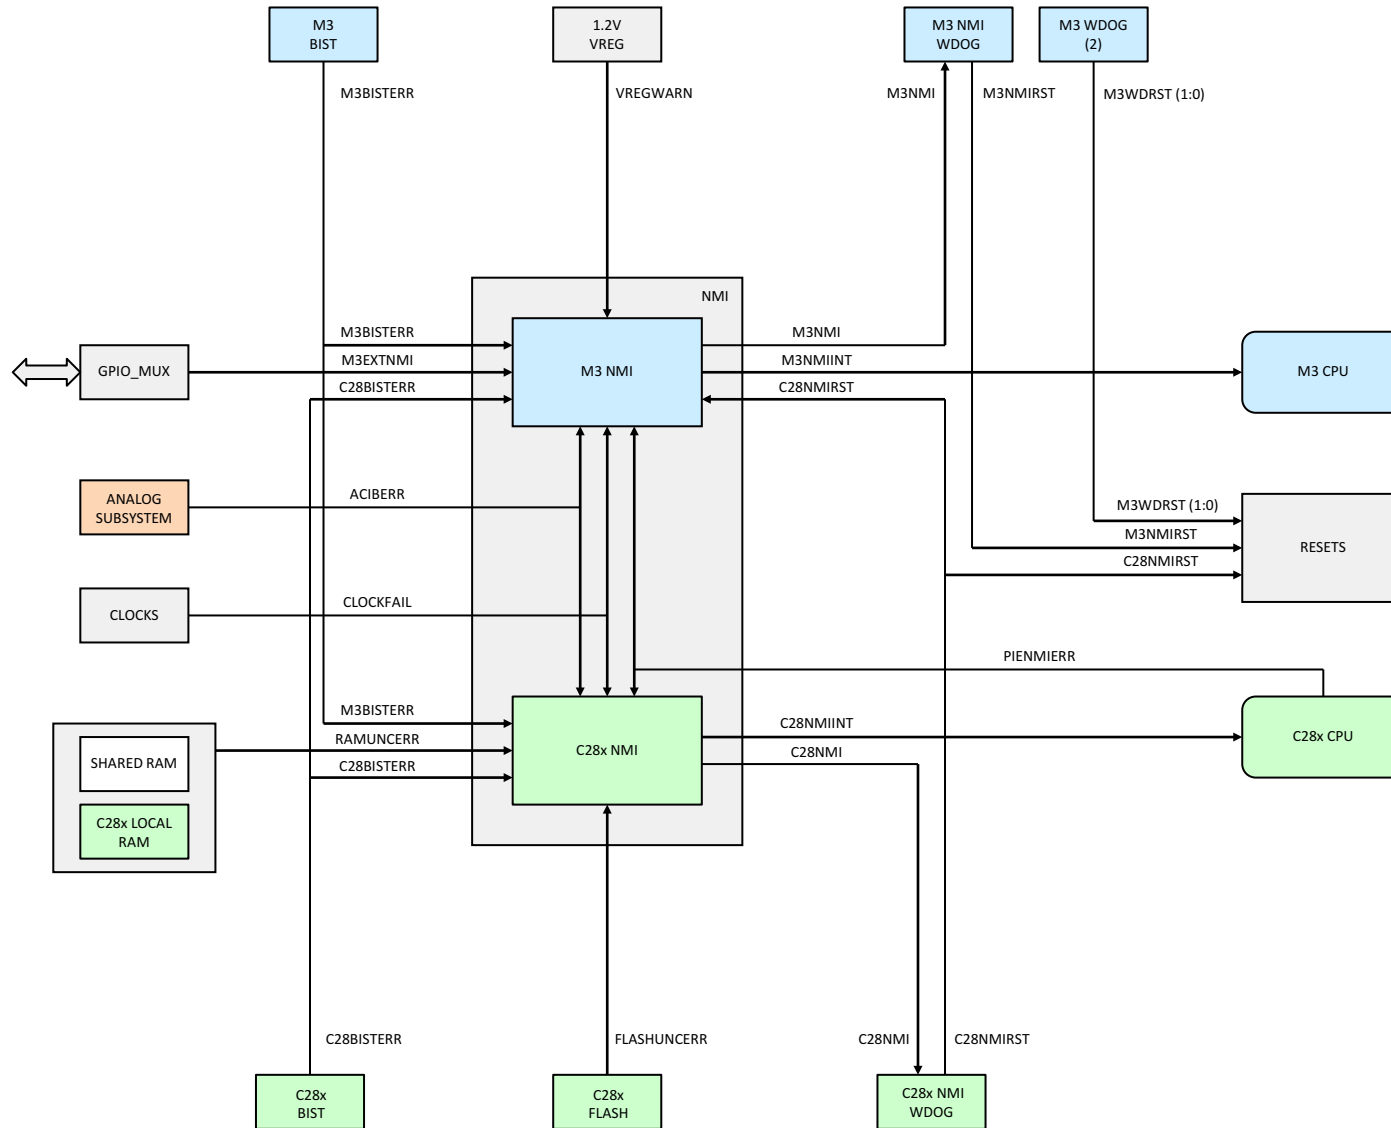 M3
BIST
1.2V
VREG
M3 NMI
WDOG
M3 WDOG
(2)
M3BISTERR
VREGWARN
M3NMI
M3NMIRST
M3WDRST (1:0)
NMI
M3BISTERR
M3NMI
M3EXTNMI
M3NMIINT
GPIO_MUX
M3 NMI
M3 CPU
C28BISTERR
C28NMIRST
ANALOG
SUBSYSTEM
ACIBERR
M3WDRST (1:0)
M3NMIRST
RESETS
C28NMIRST
CLOCKS
CLOCKFAIL
PIENMIERR
M3BISTERR
C28NMIINT
RAMUNCERR
C28x NMI
C28NMI
C28x CPU
SHARED RAM
C28BISTERR
C28x LOCAL
RAM
C28BISTERR
FLASHUNCERR
C28NMI
C28NMIRST
C28x
BIST
C28x
FLASH
C28x NMI
WDOG